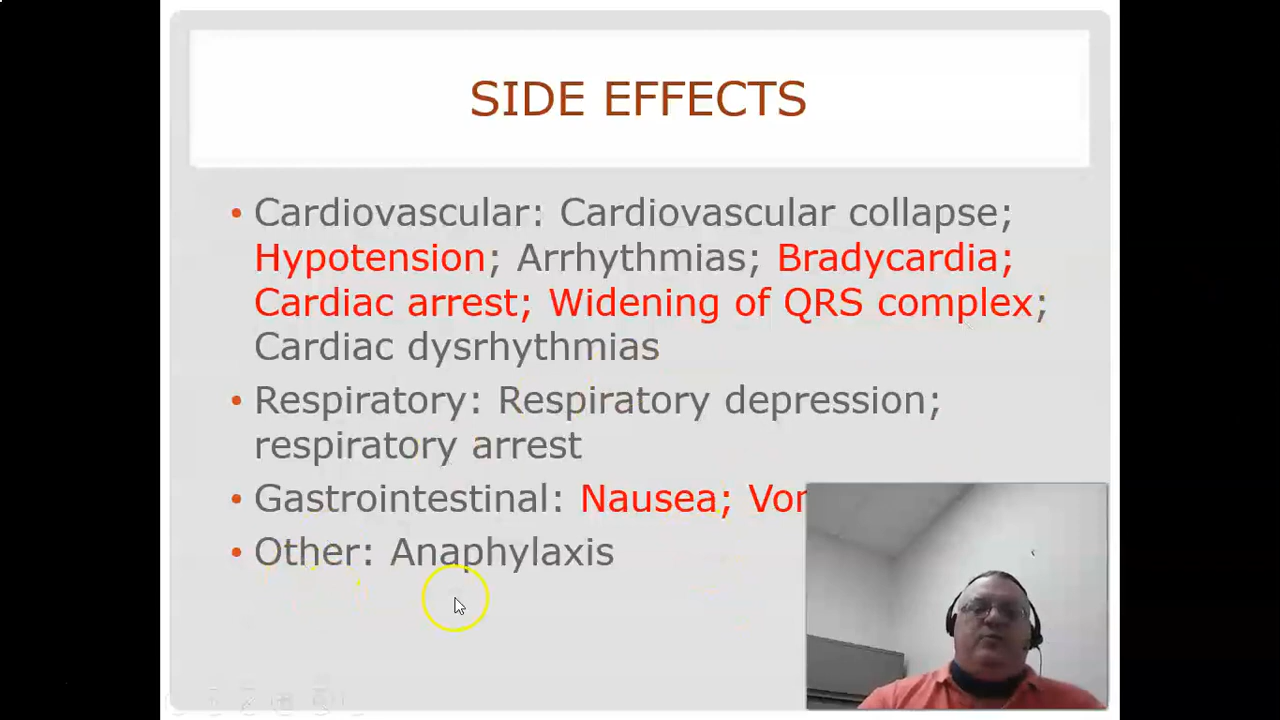 SIDE EFFECTS
• Cardiovascular: Cardiovascular collapse;
Hypotension; Arrhythmias; Bradycardia;
Cardiac arrest; Widening of QRS complex;
Cardiac dysrhythmias
• Respiratory: Respiratory depression;
respiratory arrest
• Gastrointestinal: Nausea;
• Other: Anaphylaxis